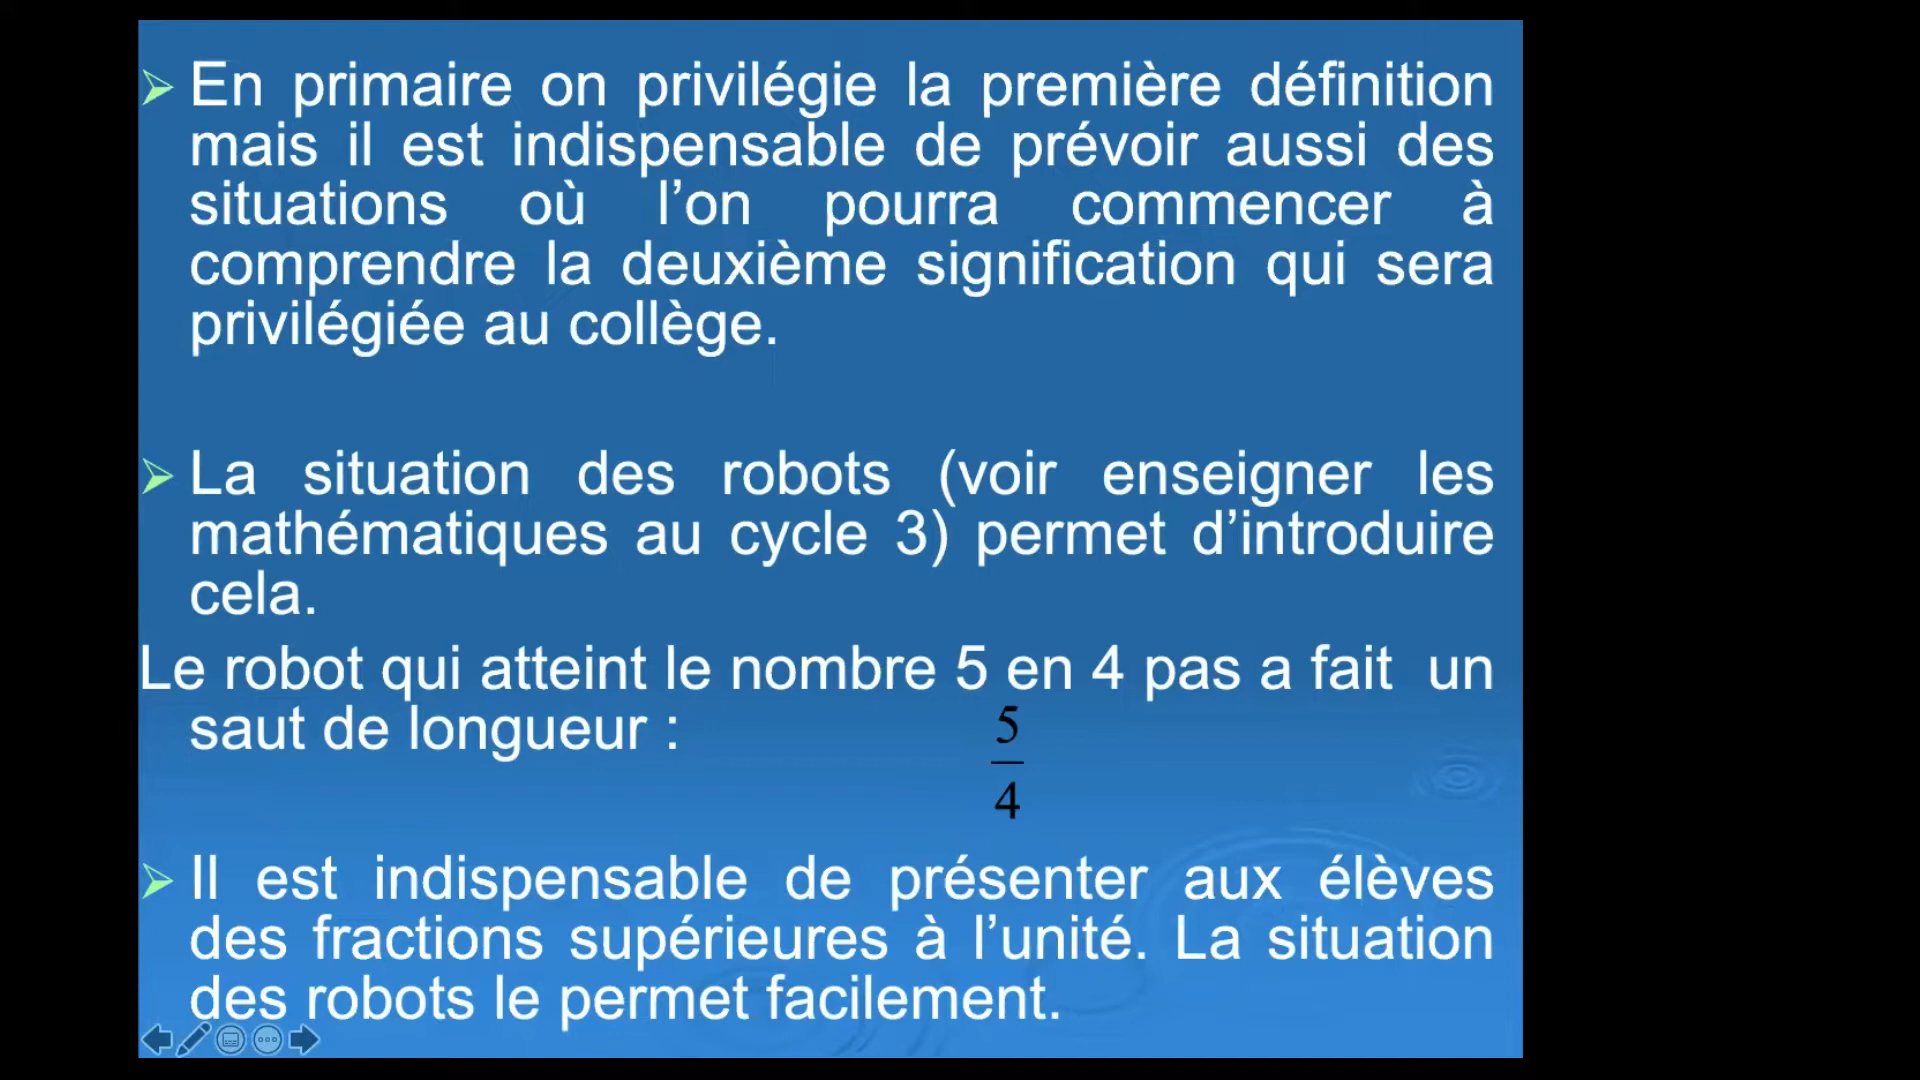 En primaire on privilégie la première définition
mais il est indispensable de prévoir aussi des
situations où l’on pourra commencer à
comprendre la deuxième signification qui sera
privilégiée au collège.
La situation des robots (voir enseigner les
mathématiques au cycle 3) permet d’introduire
cela.
Le robot qui atteint le nombre 5 en 4 pas a fait un
saut de longueur :
5
4
Il est indispensable de présenter aux élèves
des fractions supérieures à l’unité. La situation
des robots le permet facilement.